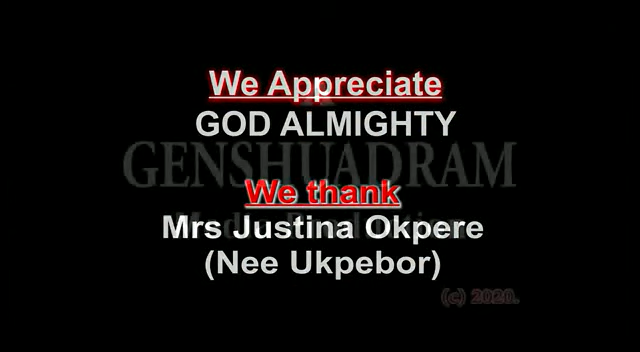 We Appreciate
GOD ALMIGHTY
GENSHUADRAM
We thank
Mrs Justina Okpere
(Nee Ukpebor)
(c) 2020.